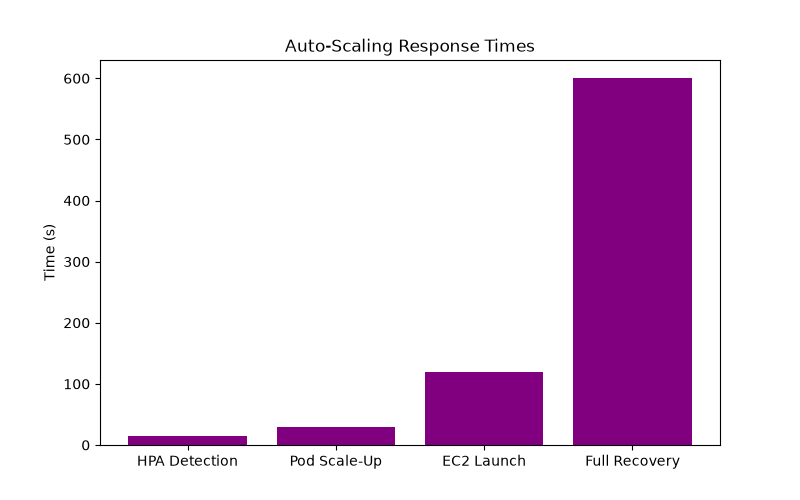 Auto-Scaling Response Times
600
500
400
300
200
100
0
Time (s)
HPA Detection
Pod Scale-Up
EC2 Launch
Full Recovery